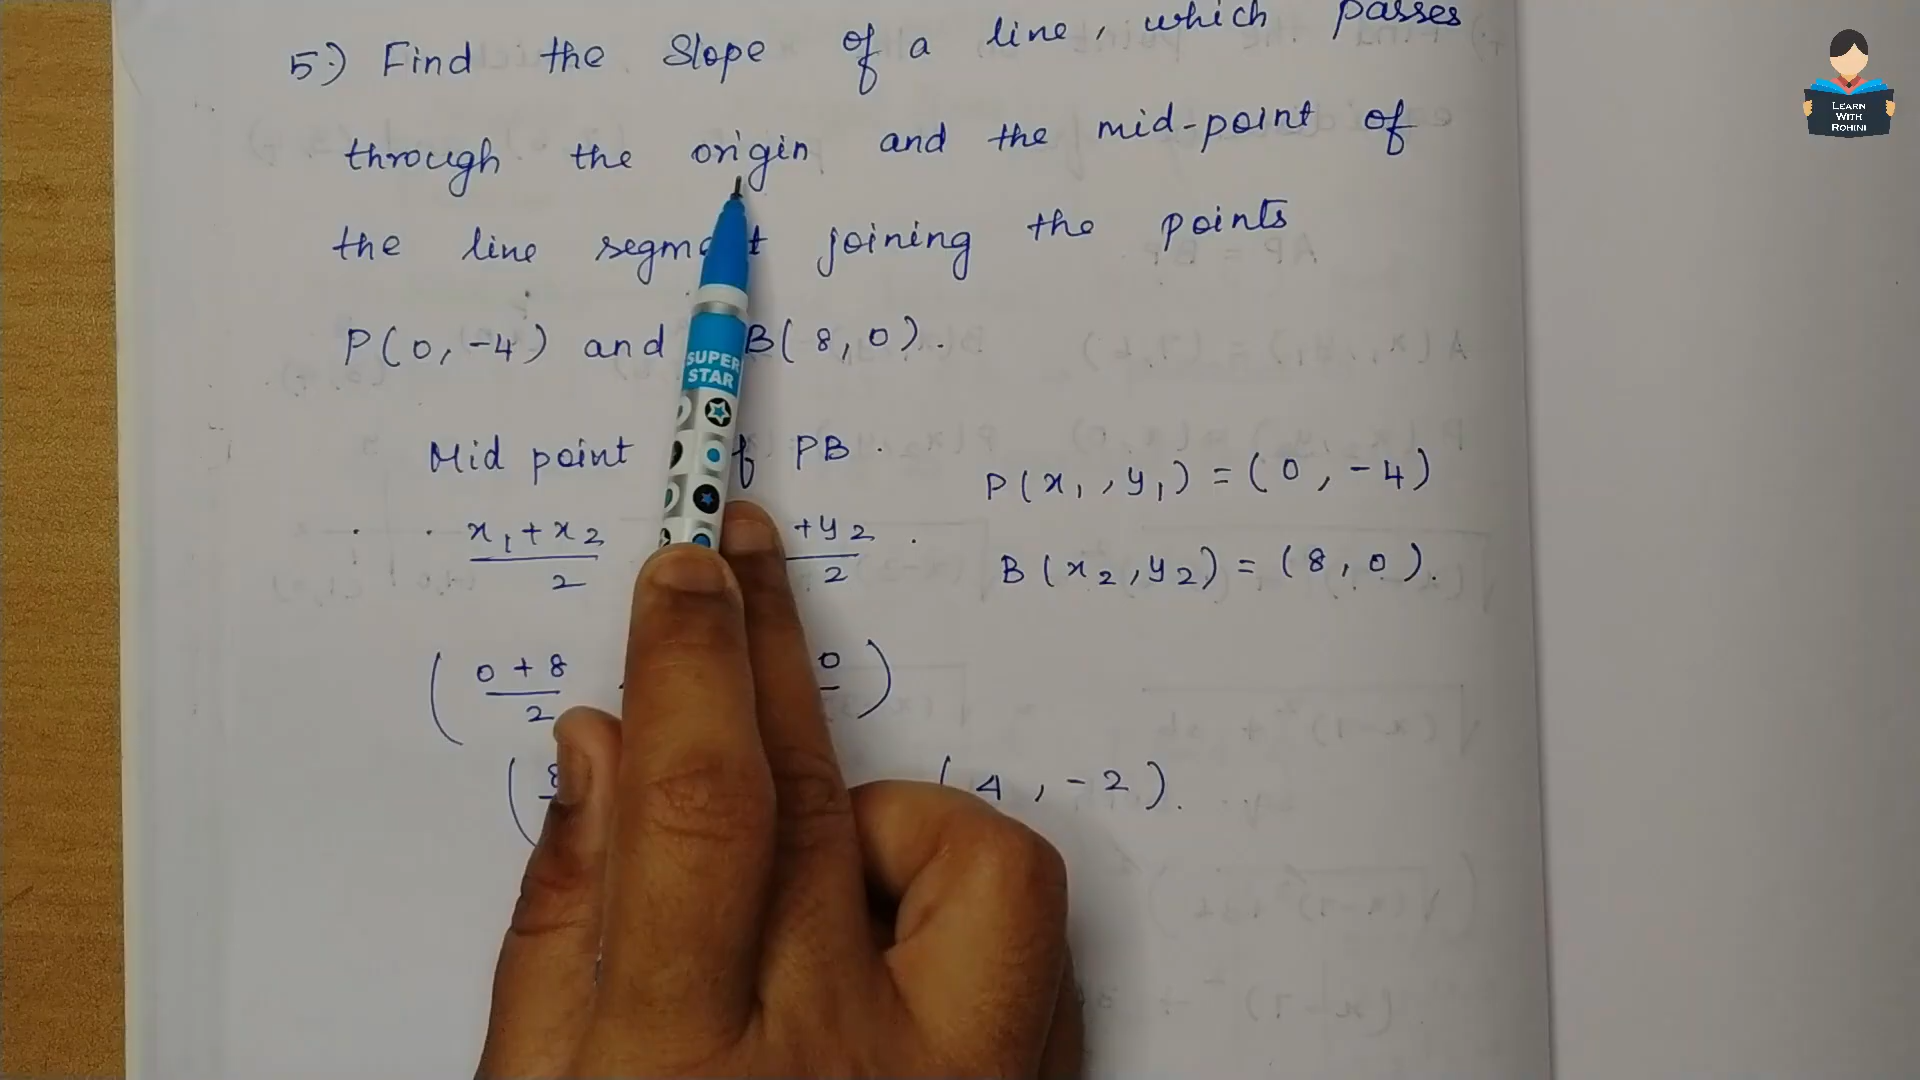 5.) Find the Slope of a line, which passes
through the origin and the mid-point of
the line joining the points
P(0, -4) and B(8, 0).
Mid point PB.
x₁ + x₂ / 2 + y₂ / 2 .
P(x₁, y₁) = (0, -4)
B(x₂, y₂) = (8, 0).
( 0 + 8 / 2 0 )
( 4, -2 ).
SUPER
STAR
LEARN
WITH
ROHINI